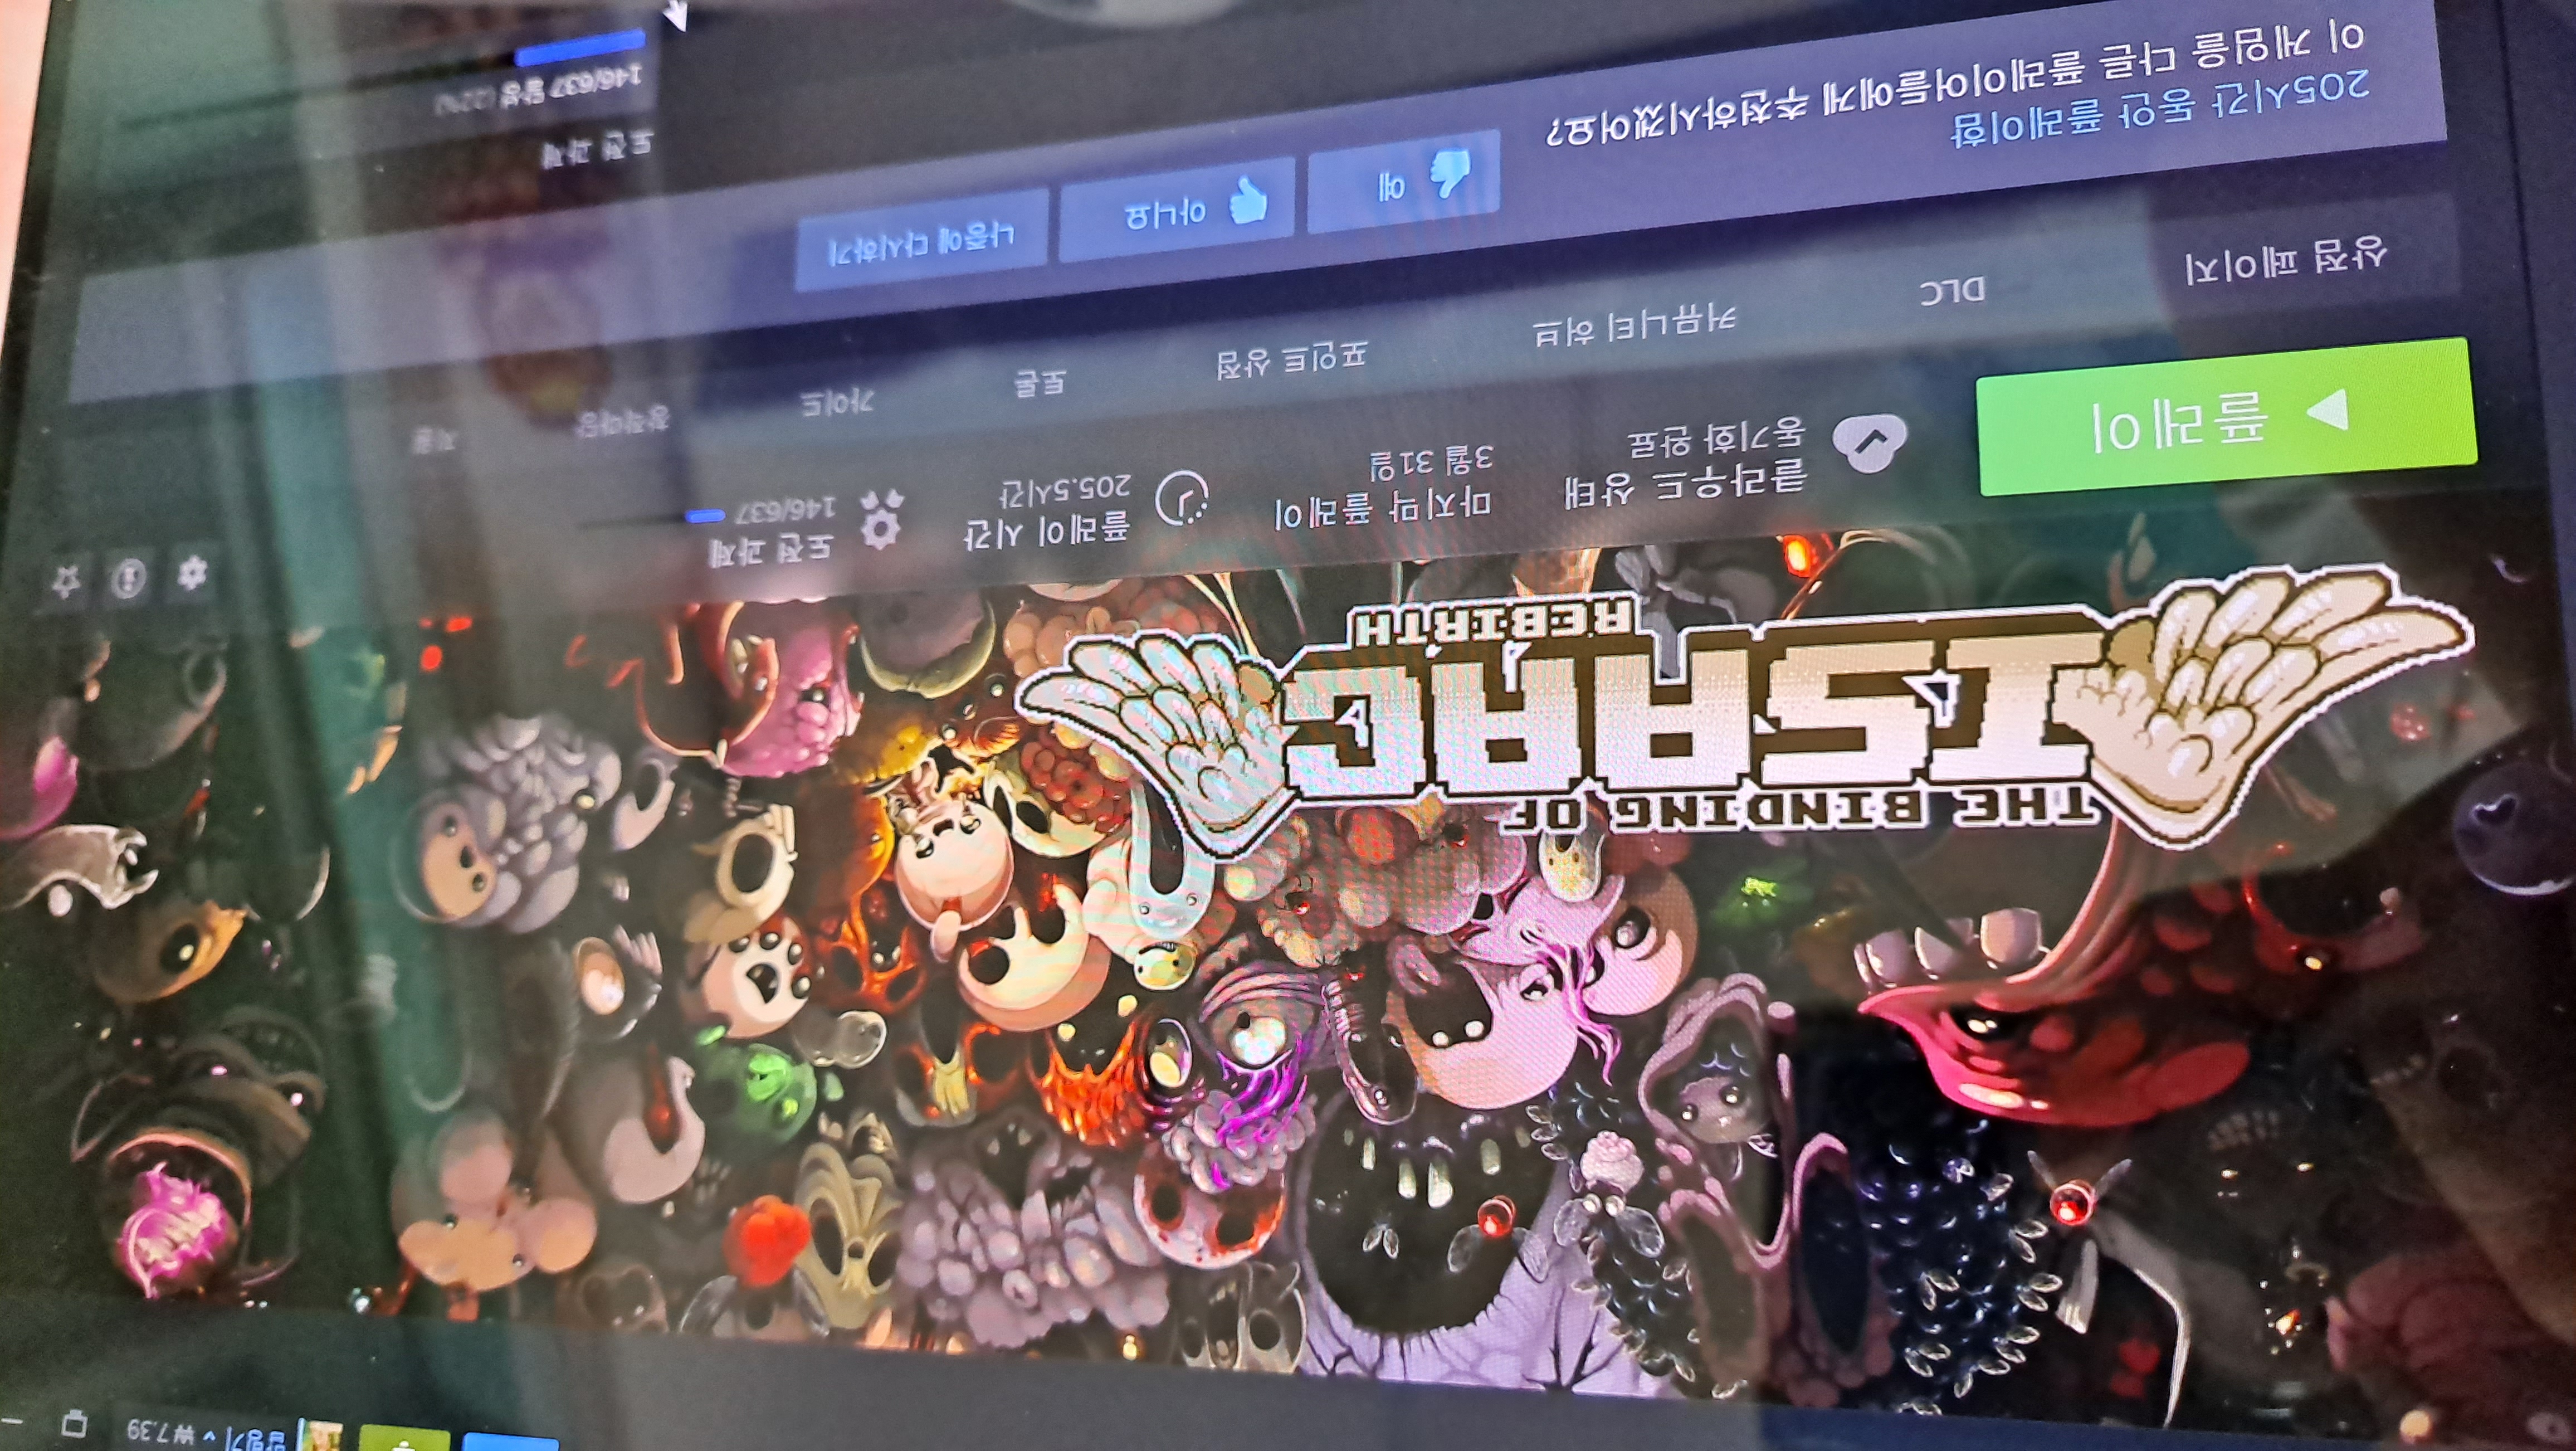 ₩ 7.39
THE BINDING OF
ISAAC
REBIRTH
플레이
클라우드 상태
동기화 완료
마지막 플레이
3월 31일
플레이 시간
205.5시간
도전 과제
146/637
상점 페이지
DLC
커뮤니티 허브
포인트 상점
토론
가이드
창작마당
지원
205시간 동안 플레이함
이 게임을 다른 플레이어들에게 추천하시겠어요?
예
아니요
나중에 다시하기
도전 과제
146/637 달성 (22%)